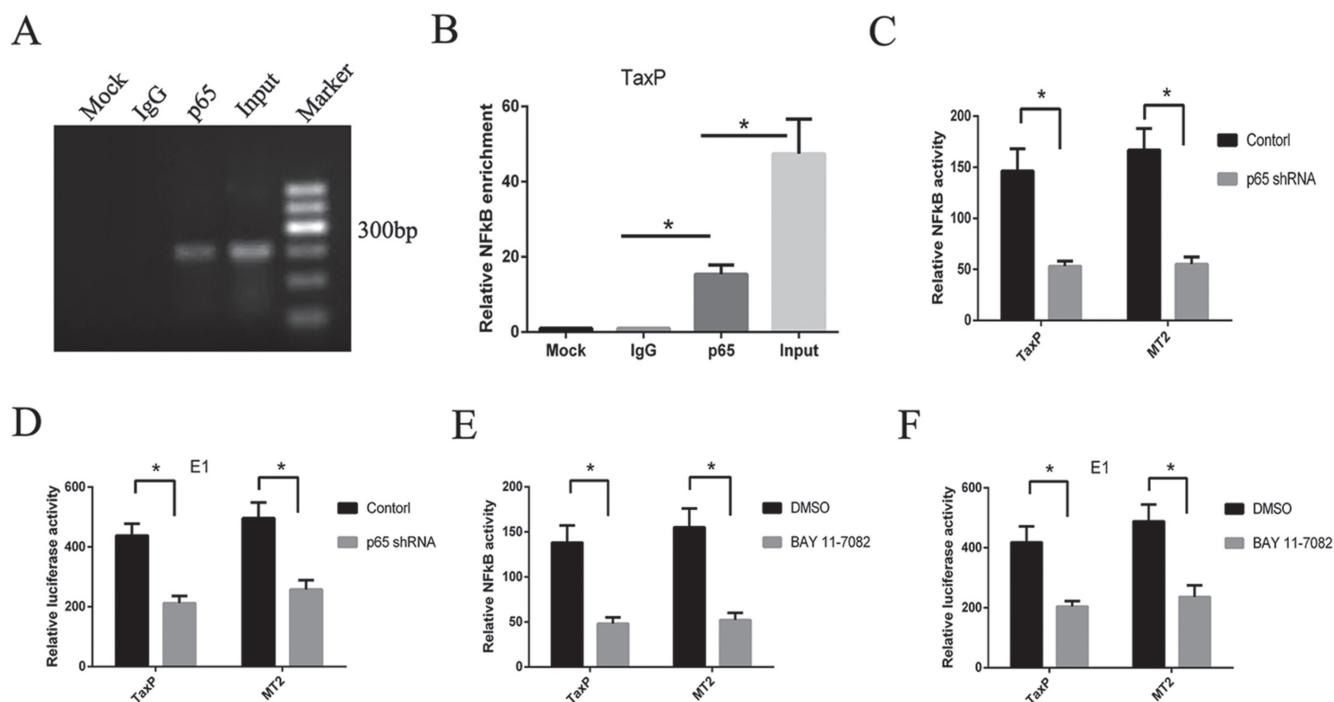 A
Mock
IgG
p65
Input
Marker
300bp
B
TaxP
Relative NFkB enrichment
60
40
20
0
Mock
IgG
p65
Input
*
*
C
Relative NFkB activity
200
150
100
50
0
*
*
TaxP
MT2
Contorl
p65 shRNA
D
E1
Relative luciferase activity
600
400
200
0
*
*
TaxP
MT2
Contorl
p65 shRNA
E
Relative NFkB activity
200
150
100
50
0
*
*
TaxP
MT2
DMSO
BAY 11-7082
F
E1
Relative luciferase activity
600
400
200
0
*
*
TaxP
MT2
DMSO
BAY 11-7082